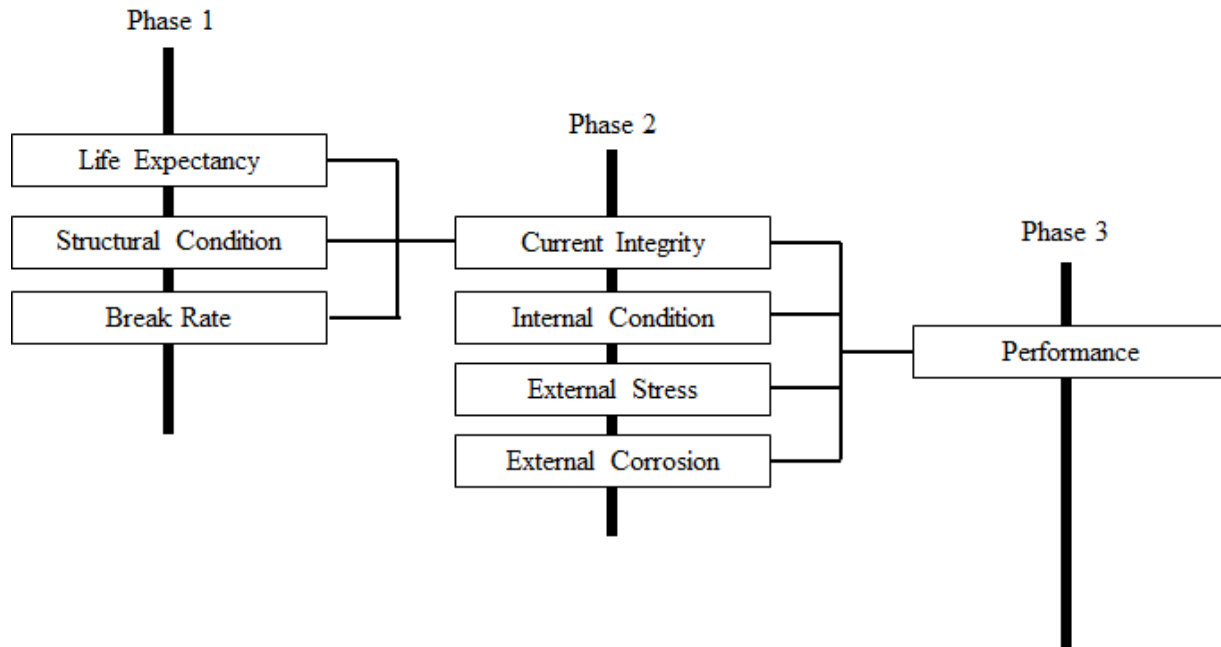 Phase 1
Life Expectancy
Structural Condition
Break Rate
Phase 2
Current Integrity
Internal Condition
External Stress
External Corrosion
Phase 3
Performance